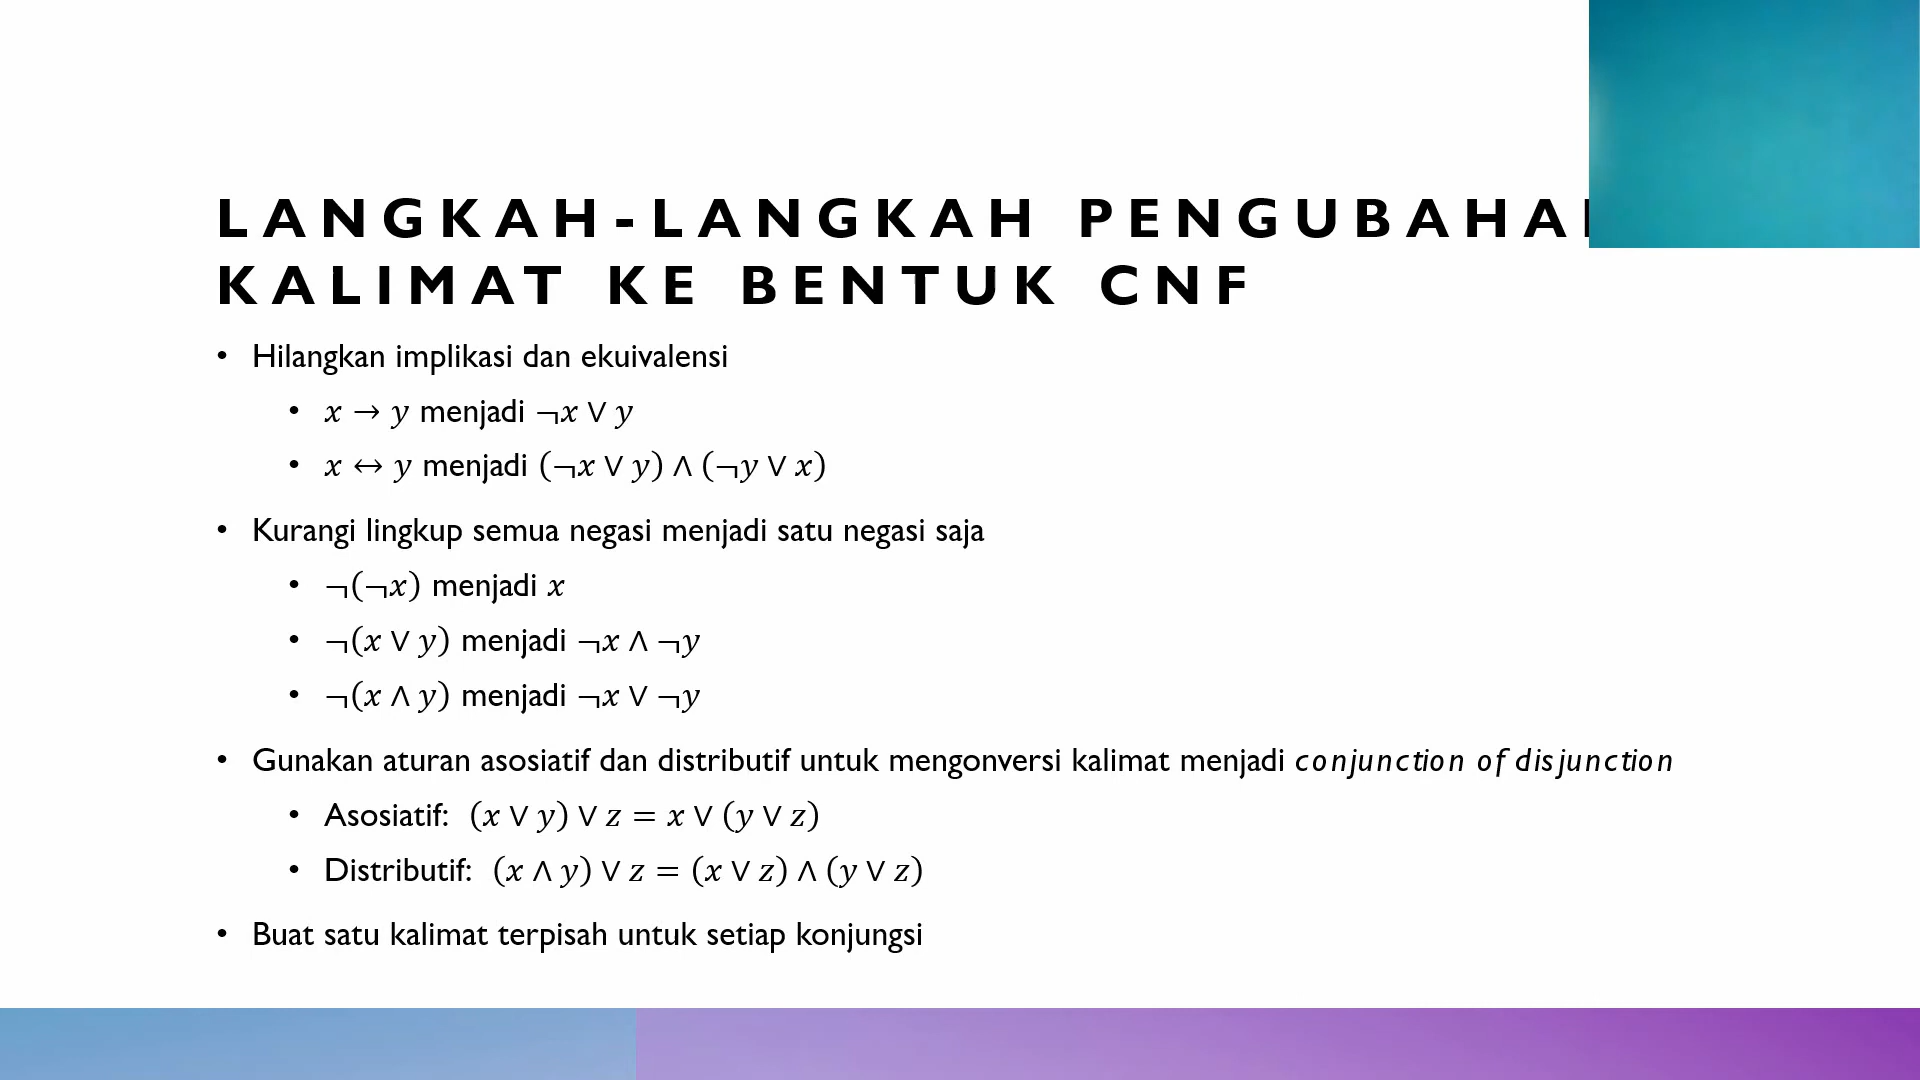 LANGKAH-LANGKAH PENGUBAHAN
KALIMAT KE BENTUK CNF
• Hilangkan implikasi dan ekuivalensi
• 𝑥 → 𝑦 menjadi ¬𝑥 ∨ 𝑦
• 𝑥 ↔ 𝑦 menjadi (¬𝑥 ∨ 𝑦) ∧ (¬𝑦 ∨ 𝑥)
• Kurangi lingkup semua negasi menjadi satu negasi saja
• ¬(¬𝑥) menjadi 𝑥
• ¬(𝑥 ∨ 𝑦) menjadi ¬𝑥 ∧ ¬𝑦
• ¬(𝑥 ∧ 𝑦) menjadi ¬𝑥 ∨ ¬𝑦
• Gunakan aturan asosiatif dan distributif untuk mengonversi kalimat menjadi conjunction of disjunction
• Asosiatif: (𝑥 ∨ 𝑦) ∨ 𝑧 = 𝑥 ∨ (𝑦 ∨ 𝑧)
• Distributif: (𝑥 ∧ 𝑦) ∨ 𝑧 = (𝑥 ∨ 𝑧) ∧ (𝑦 ∨ 𝑧)
• Buat satu kalimat terpisah untuk setiap konjungsi